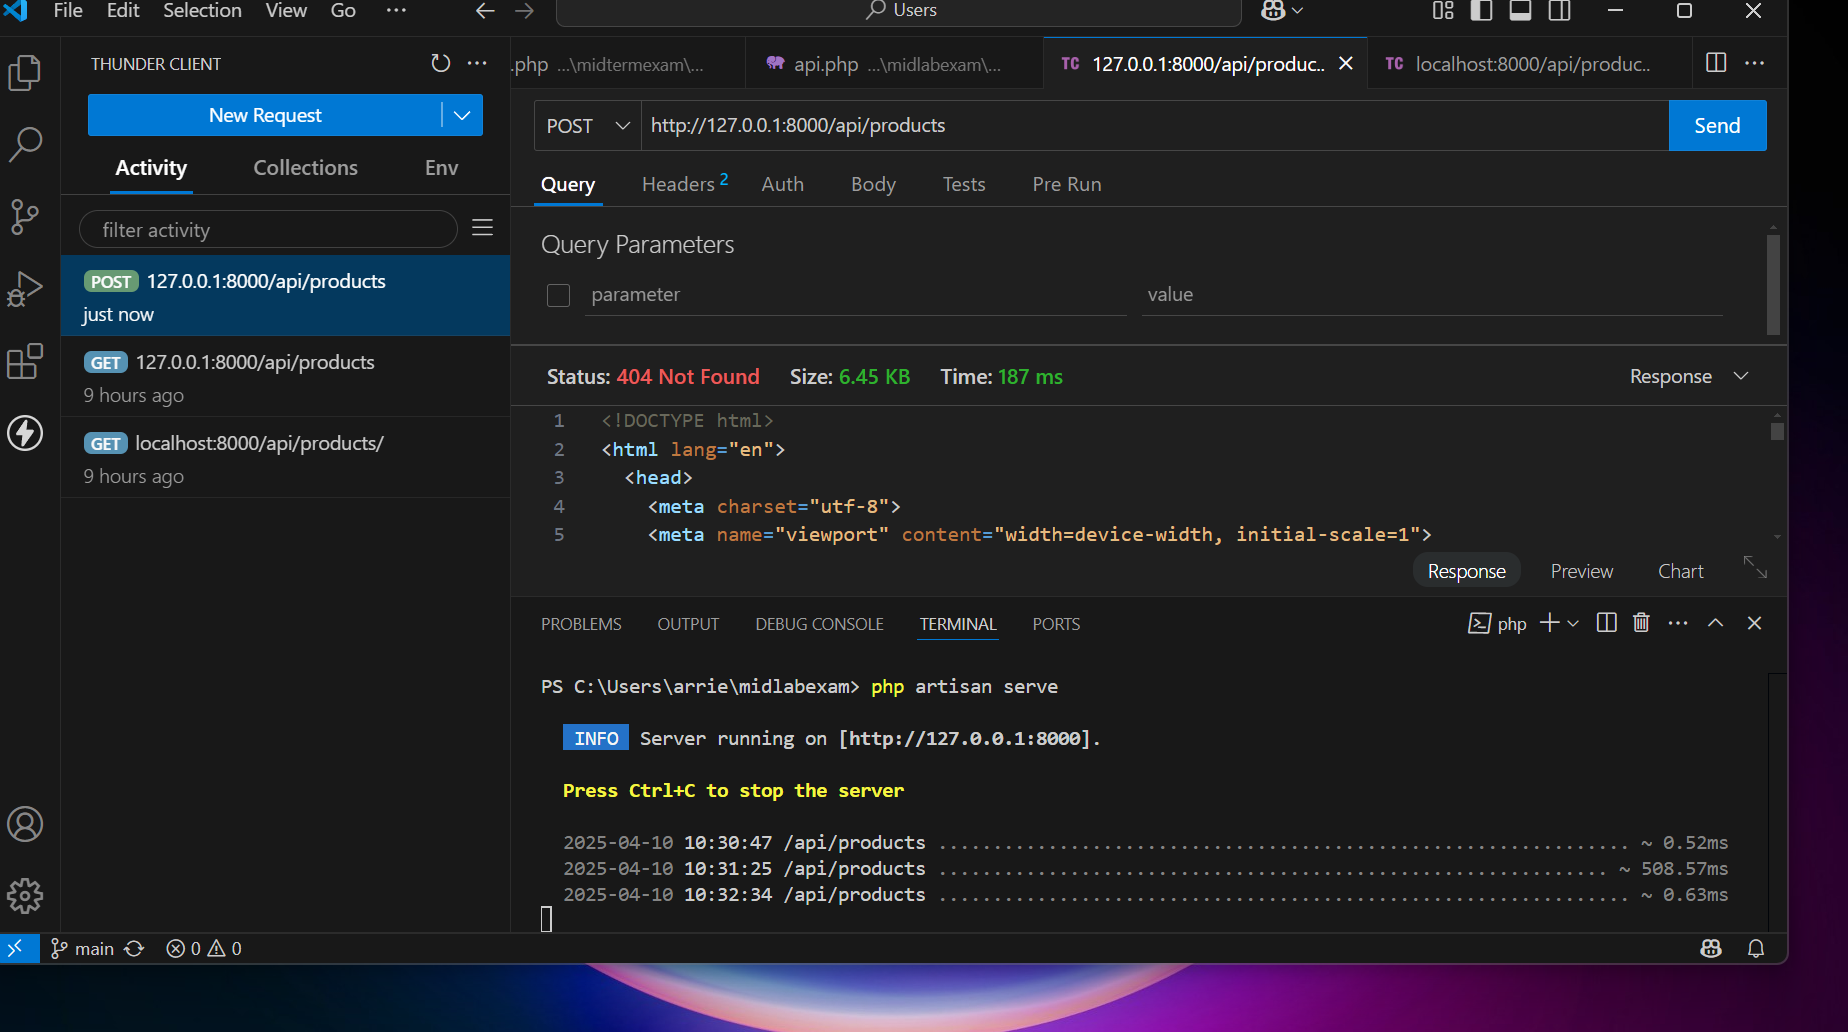 File Edit Selection View Go ···
Users
THUNDER CLIENT
New Request
Activity Collections Env
filter activity
POST 127.0.0.1:8000/api/products
just now
GET 127.0.0.1:8000/api/products
9 hours ago
GET localhost:8000/api/products/
9 hours ago
.php ...\midtermexam\...
api.php ...\midlabexam\...
TC 127.0.0.1:8000/api/produc..
TC localhost:8000/api/produc..
POST http://127.0.0.1:8000/api/products Send
Query Headers 2 Auth Body Tests Pre Run
Query Parameters
parameter value
Status: 404 Not Found Size: 6.45 KB Time: 187 ms Response
1 <!DOCTYPE html>
2 <html lang="en">
3 <head>
4 <meta charset="utf-8">
5 <meta name="viewport" content="width=device-width, initial-scale=1">
Response Preview Chart
PROBLEMS OUTPUT DEBUG CONSOLE TERMINAL PORTS php
PS C:\Users\arrie\midlabexam> php artisan serve
INFO Server running on [http://127.0.0.1:8000].
Press Ctrl+C to stop the server
2025-04-10 10:30:47 /api/products ............................................................... ~ 0.52ms
2025-04-10 10:31:25 /api/products ............................................................. ~ 508.57ms
2025-04-10 10:32:34 /api/products ............................................................... ~ 0.63ms
main 0 0